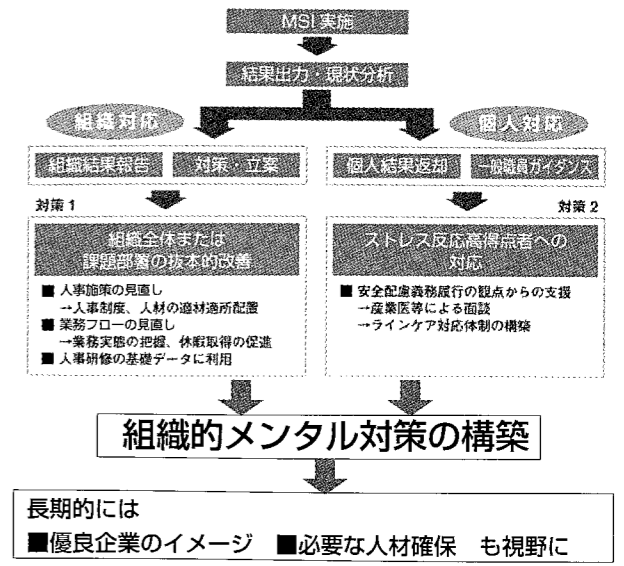 MSI実施
結果出力・現状分析
組織対応
個人対応
組織結果報告
対策・立案
個人結果返却
一般職員ガイダンス
対策1
対策2
組織全体または
課題部署の抜本的改善
■ 人事施策の見直し
→人事制度、人材の適材適所配置
■ 業務フローの見直し
→業務実態の把握、休暇取得の促進
■ 人事研修の基礎データに利用
ストレス反応高得点者への
対応
■ 安全配慮義務履行の観点からの支援
→産業医等による面談
→ラインケア対応体制の構築
組織的メンタル対策の構築
長期的には
■優良企業のイメージ ■必要な人材確保 も視野に